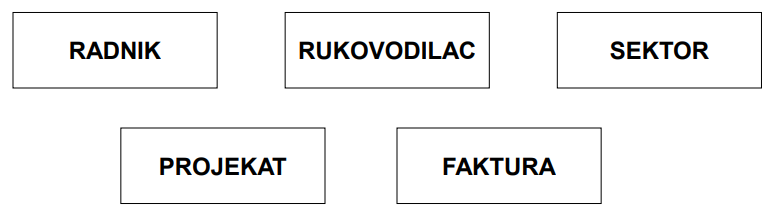 RADNIK
RUKOVODILAC
SEKTOR
PROJEKAT
FAKTURA